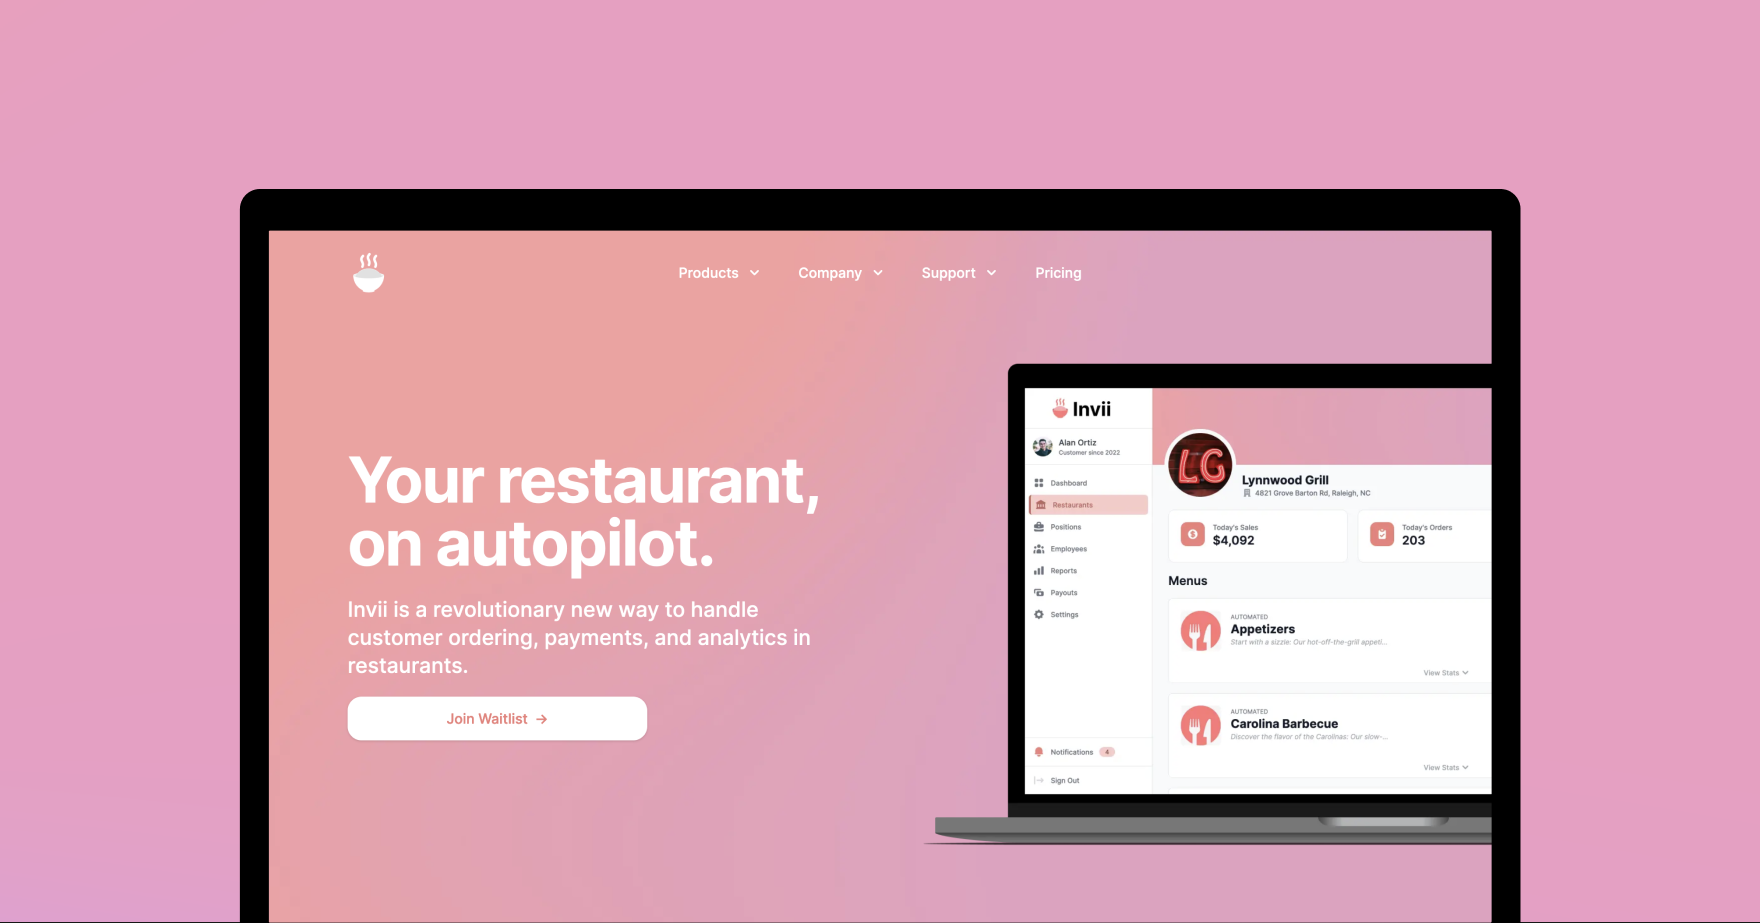 Products
Company
Support
Pricing
Your restaurant,
on autopilot.
Invii is a revolutionary new way to handle
customer ordering, payments, and analytics in
restaurants.
Join Waitlist →
Invii
Alan Ortiz
Customer since 2022
Dashboard
Restaurants
Positions
Employees
Reports
Payouts
Settings
Notifications 4
Sign Out
LG
Lynnwood Grill
4821 Grove Barton Rd, Raleigh, NC
Today's Sales
$4,092
Today's Orders
203
Menus
AUTOMATED
Appetizers
Start with a sizzle: Our hot-off-the-grill appeti...
View Stats
AUTOMATED
Carolina Barbecue
Discover the flavor of the Carolinas: Our slow-...
View Stats